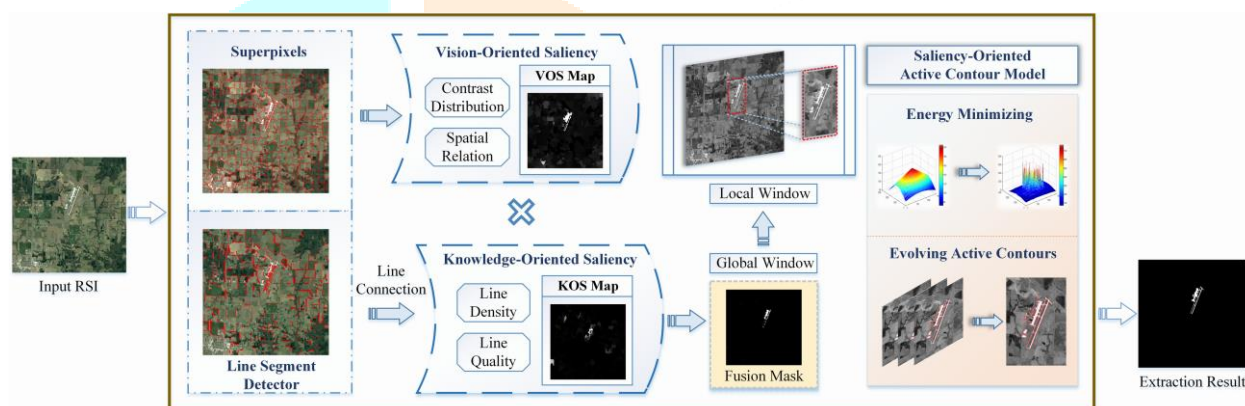 Input RSI
Superpixels
Line Segment
Detector
Line
Connection
Vision-Oriented Saliency
Contrast
Distribution
Spatial
Relation
VOS Map
Knowledge-Oriented Saliency
Line
Density
Line
Quality
KOS Map
Local Window
Global Window
Fusion Mask
Saliency-Oriented
Active Contour Model
Energy Minimizing
Evolving Active Contours
Extraction Result